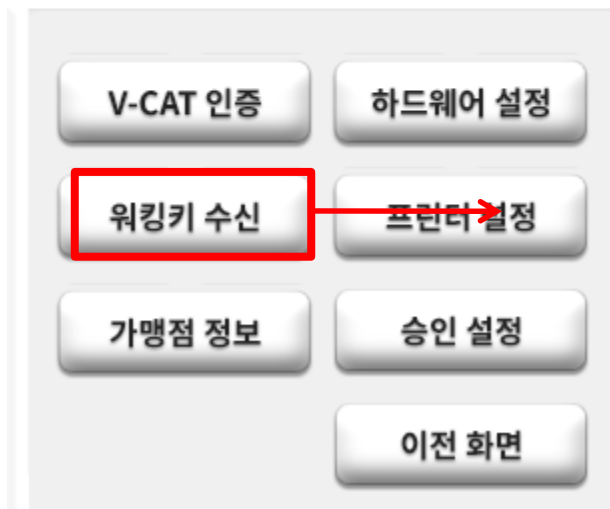 V-CAT 인증
하드웨어 설정
워킹키 수신
프린터 설정
가맹점 정보
승인 설정
이전 화면